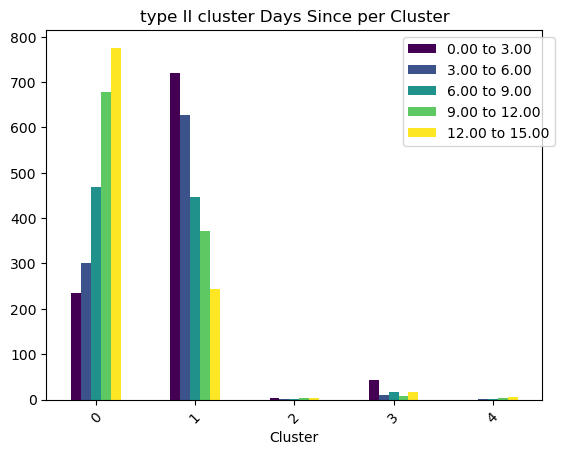 type II cluster Days Since per Cluster
800
700
600
500
400
300
200
100
0
0.00 to 3.00
3.00 to 6.00
6.00 to 9.00
9.00 to 12.00
12.00 to 15.00
0
1
2
3
4
Cluster